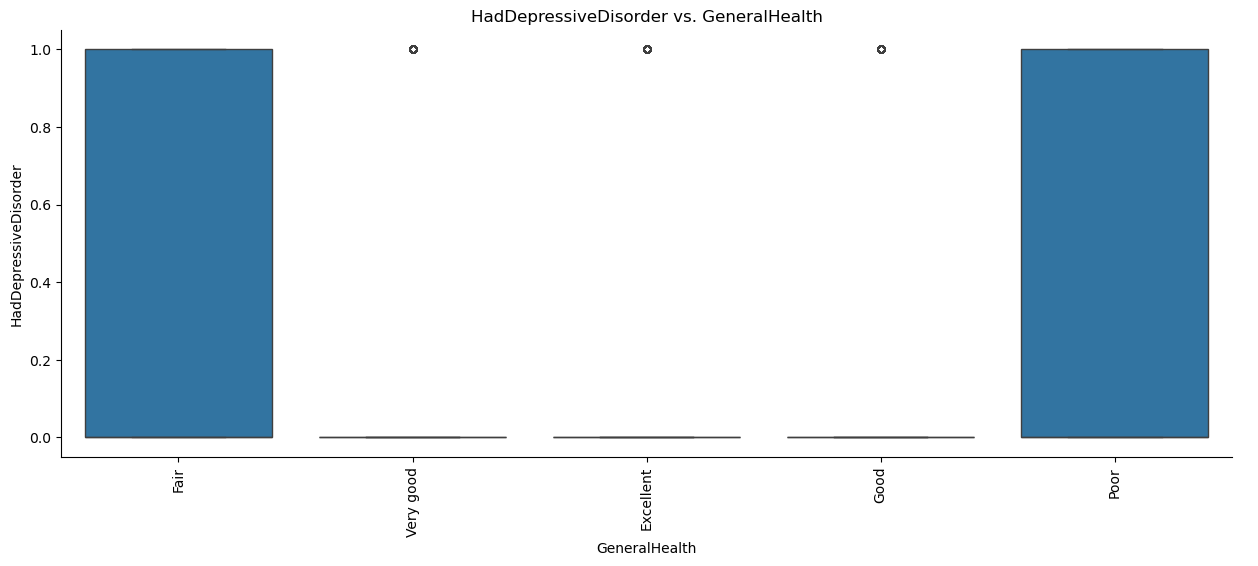 HadDepressiveDisorder vs. GeneralHealth
HadDepressiveDisorder
1.0
0.8
0.6
0.4
0.2
0.0
Fair
Very good
Excellent
Good
Poor
GeneralHealth